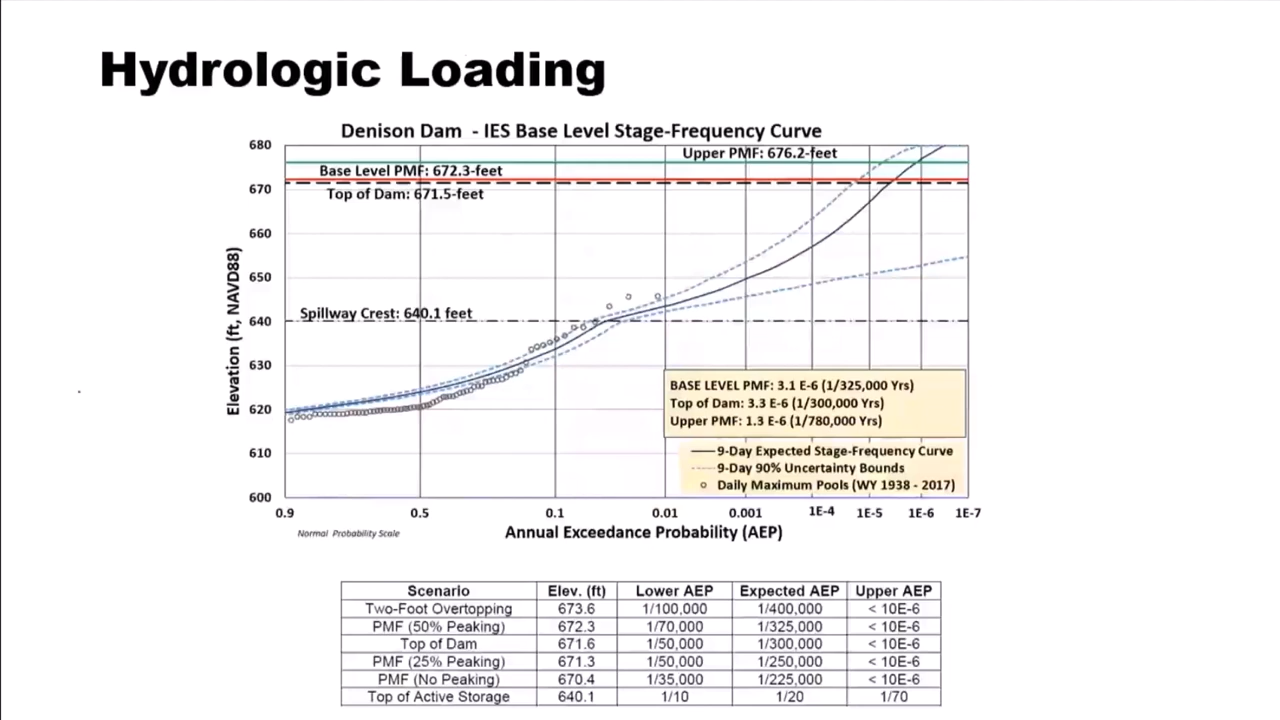 Hydrologic Loading
Denison Dam - IES Base Level Stage-Frequency Curve
680
Upper PMF: 676.2-feet
Base Level PMF: 672.3-feet
670
Top of Dam: 671.5-feet
660
650
Spillway Crest: 640.1 feet
640
630
620
610
600
Elevation (ft, NAVD88)
BASE LEVEL PMF: 3.1 E-6 (1/325,000 Yrs)
Top of Dam: 3.3 E-6 (1/300,000 Yrs)
Upper PMF: 1.3 E-6 (1/780,000 Yrs)
9-Day Expected Stage-Frequency Curve
9-Day 90% Uncertainty Bounds
Daily Maximum Pools (WY 1938 - 2017)
0.9 0.5 0.1 0.01 0.001 1E-4 1E-5 1E-6 1E-7
Normal Probability Scale
Annual Exceedance Probability (AEP)
Scenario Elev. (ft) Lower AEP Expected AEP Upper AEP
Two-Foot Overtopping 673.6 1/100,000 1/400,000 < 10E-6
PMF (50% Peaking) 672.3 1/70,000 1/325,000 < 10E-6
Top of Dam 671.6 1/50,000 1/300,000 < 10E-6
PMF (25% Peaking) 671.3 1/50,000 1/250,000 < 10E-6
PMF (No Peaking) 670.4 1/35,000 1/225,000 < 10E-6
Top of Active Storage 640.1 1/10 1/20 1/70